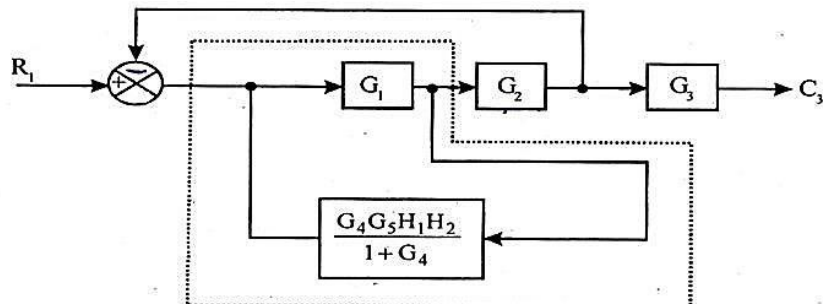 R₁
+
−
G₁
G₂
G₃
C₃
G₄G₅H₁H₂
1 + G₄